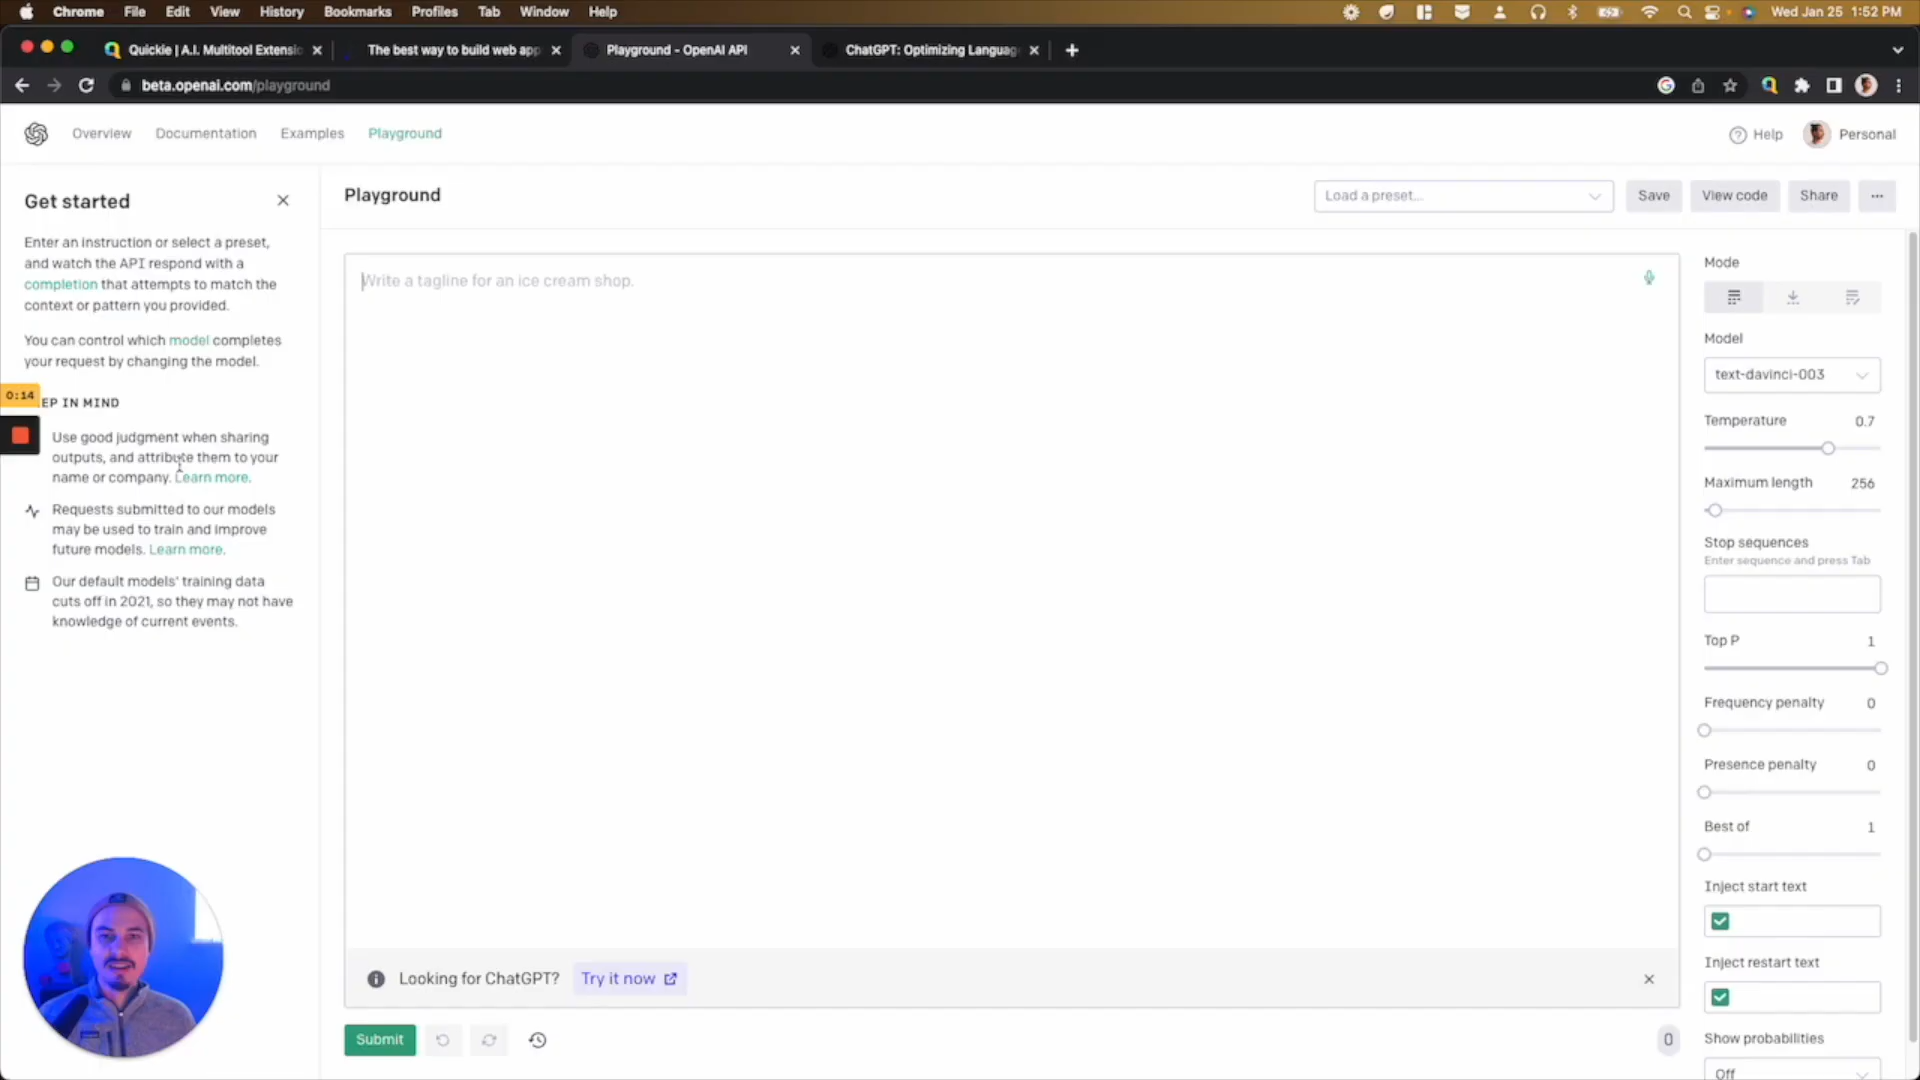 Chrome File Edit View History Bookmarks Profiles Tab Window Help Wed Jan 25 1:52 PM
Quickie | A.I. Multitool Extensio The best way to build web app Playground - OpenAI API ChatGPT: Optimizing Languag
beta.openai.com/playground
Overview Documentation Examples Playground Help Personal
Get started
Enter an instruction or select a preset,
and watch the API respond with a
completion that attempts to match the
context or pattern you provided.
You can control which model completes
your request by changing the model.
0:14
EP IN MIND
Use good judgment when sharing
outputs, and attribute them to your
name or company. Learn more.
Requests submitted to our models
may be used to train and improve
future models. Learn more.
Our default models' training data
cuts off in 2021, so they may not have
knowledge of current events.
Playground
Load a preset...
Save
View code
Share
...
Write a tagline for an ice cream shop.
Looking for ChatGPT? Try it now
Submit
0
Mode
Model
text-davinci-003
Temperature 0.7
Maximum length 256
Stop sequences
Enter sequence and press Tab
Top P 1
Frequency penalty 0
Presence penalty 0
Best of 1
Inject start text
Inject restart text
Show probabilities
Off